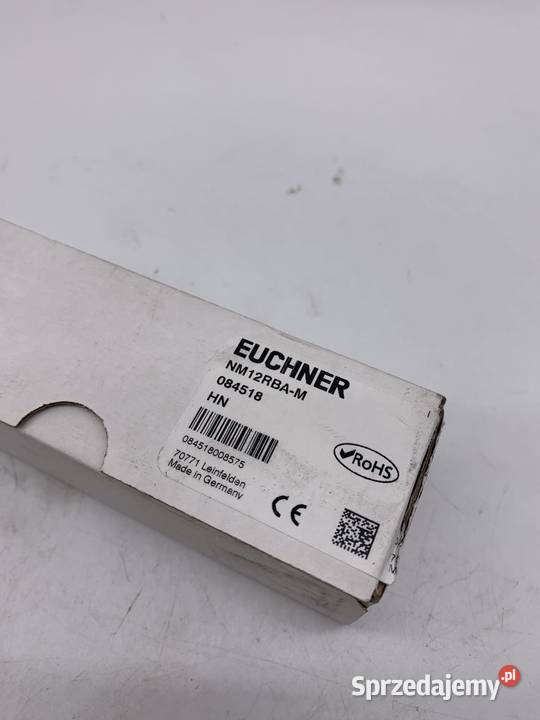 EUCHNER
NM12RBA-M
084518
HN
084518008575
70771 Leinfelden
Made in Germany
RoHS
CE
Sprzedajemy.pl